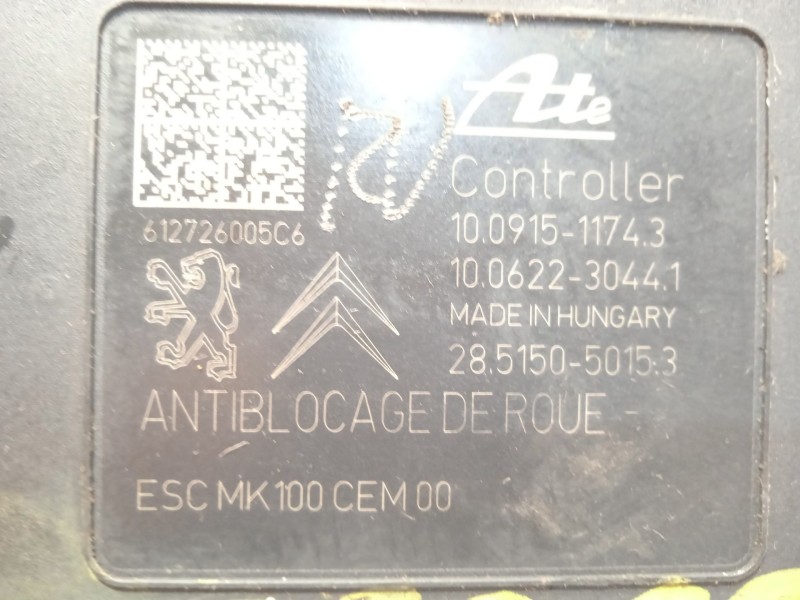 Ate
Controller
612726005C6
10.0915-1174.3
10.0622-3044.1
MADE IN HUNGARY
28.5150-5015.3
ANTIBLOCAGE DE ROUE -
ESC MK100 CEM 00